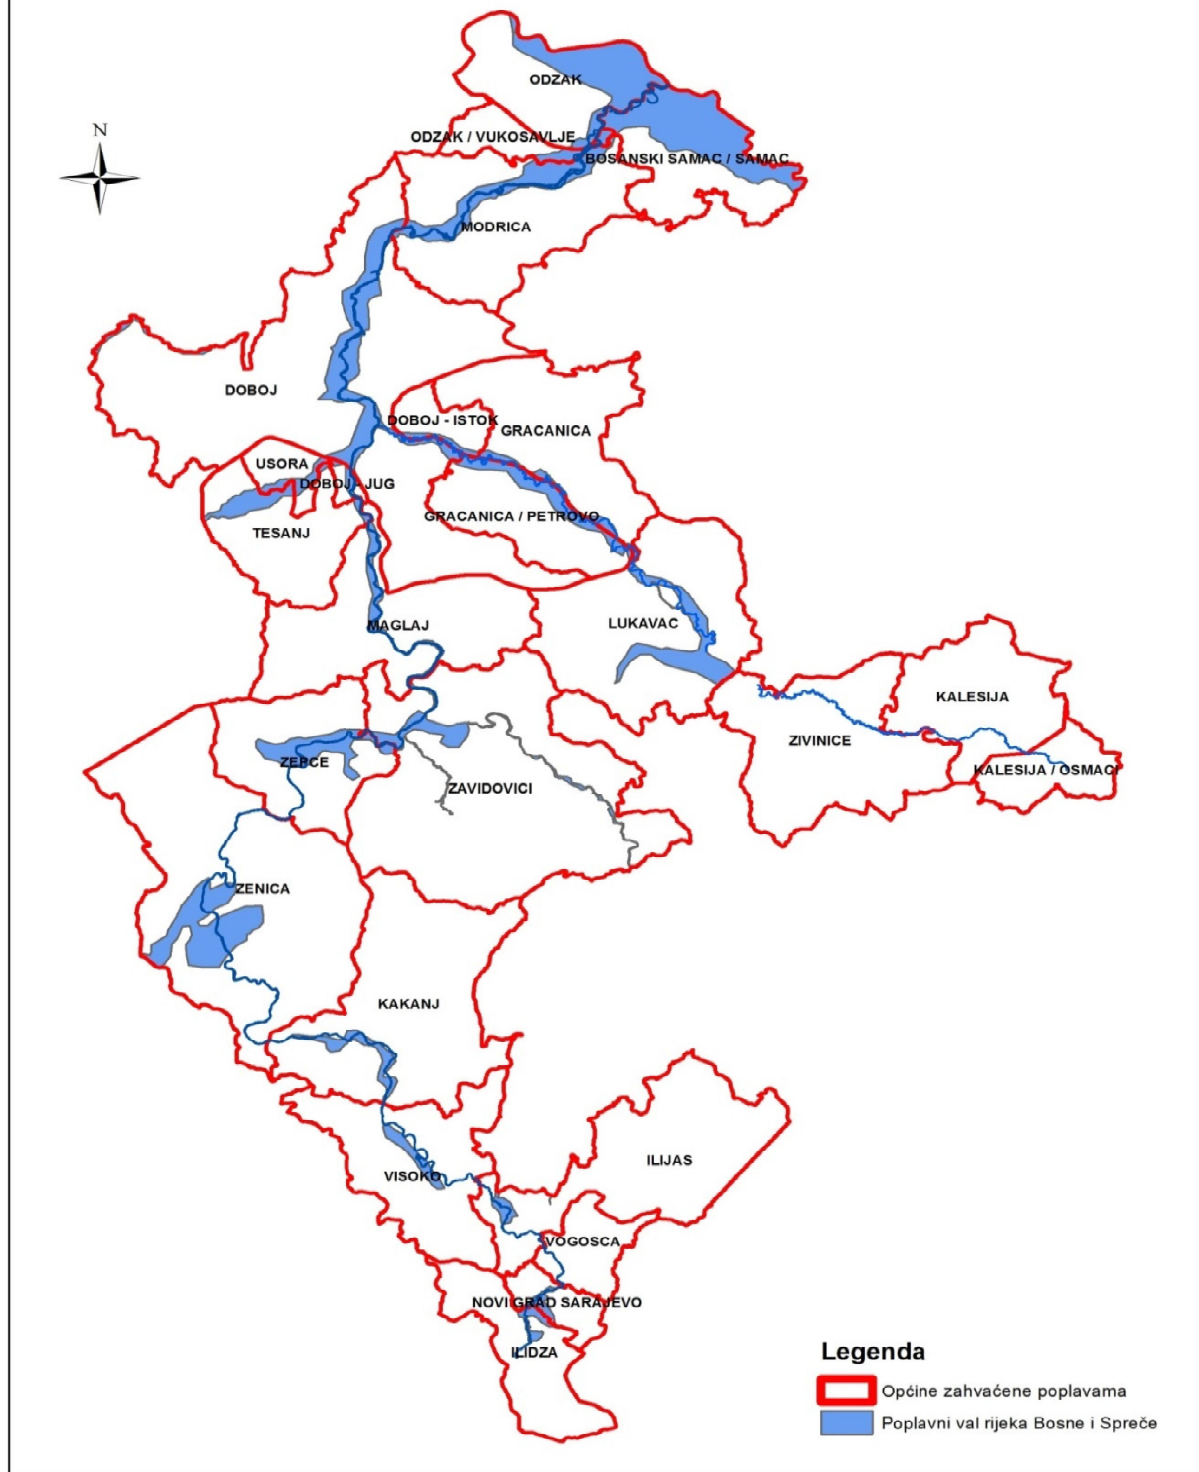 ODZAK
N
ODZAK / VUKOSAVLJE
BOSANSKI SAMAC / SAMAC
MODRICA
DOBOJ
DOBOJ - ISTOK
GRACANICA
USORA
DOBOJ - JUG
GRACANICA / PETROVO
TESANJ
MAGLAJ
LUKAVAC
KALESIJA
ZIVINICE
ZEPCE
KALESIJA / OSMACI
ZAVIDOVICI
ZENICA
KAKANJ
ILIJAS
VISOKO
VOGOSCA
NOVI GRAD SARAJEVO
ILIDZA
Legenda
Općine zahvaćene poplavama
Poplavni val rijeka Bosne i Spreče